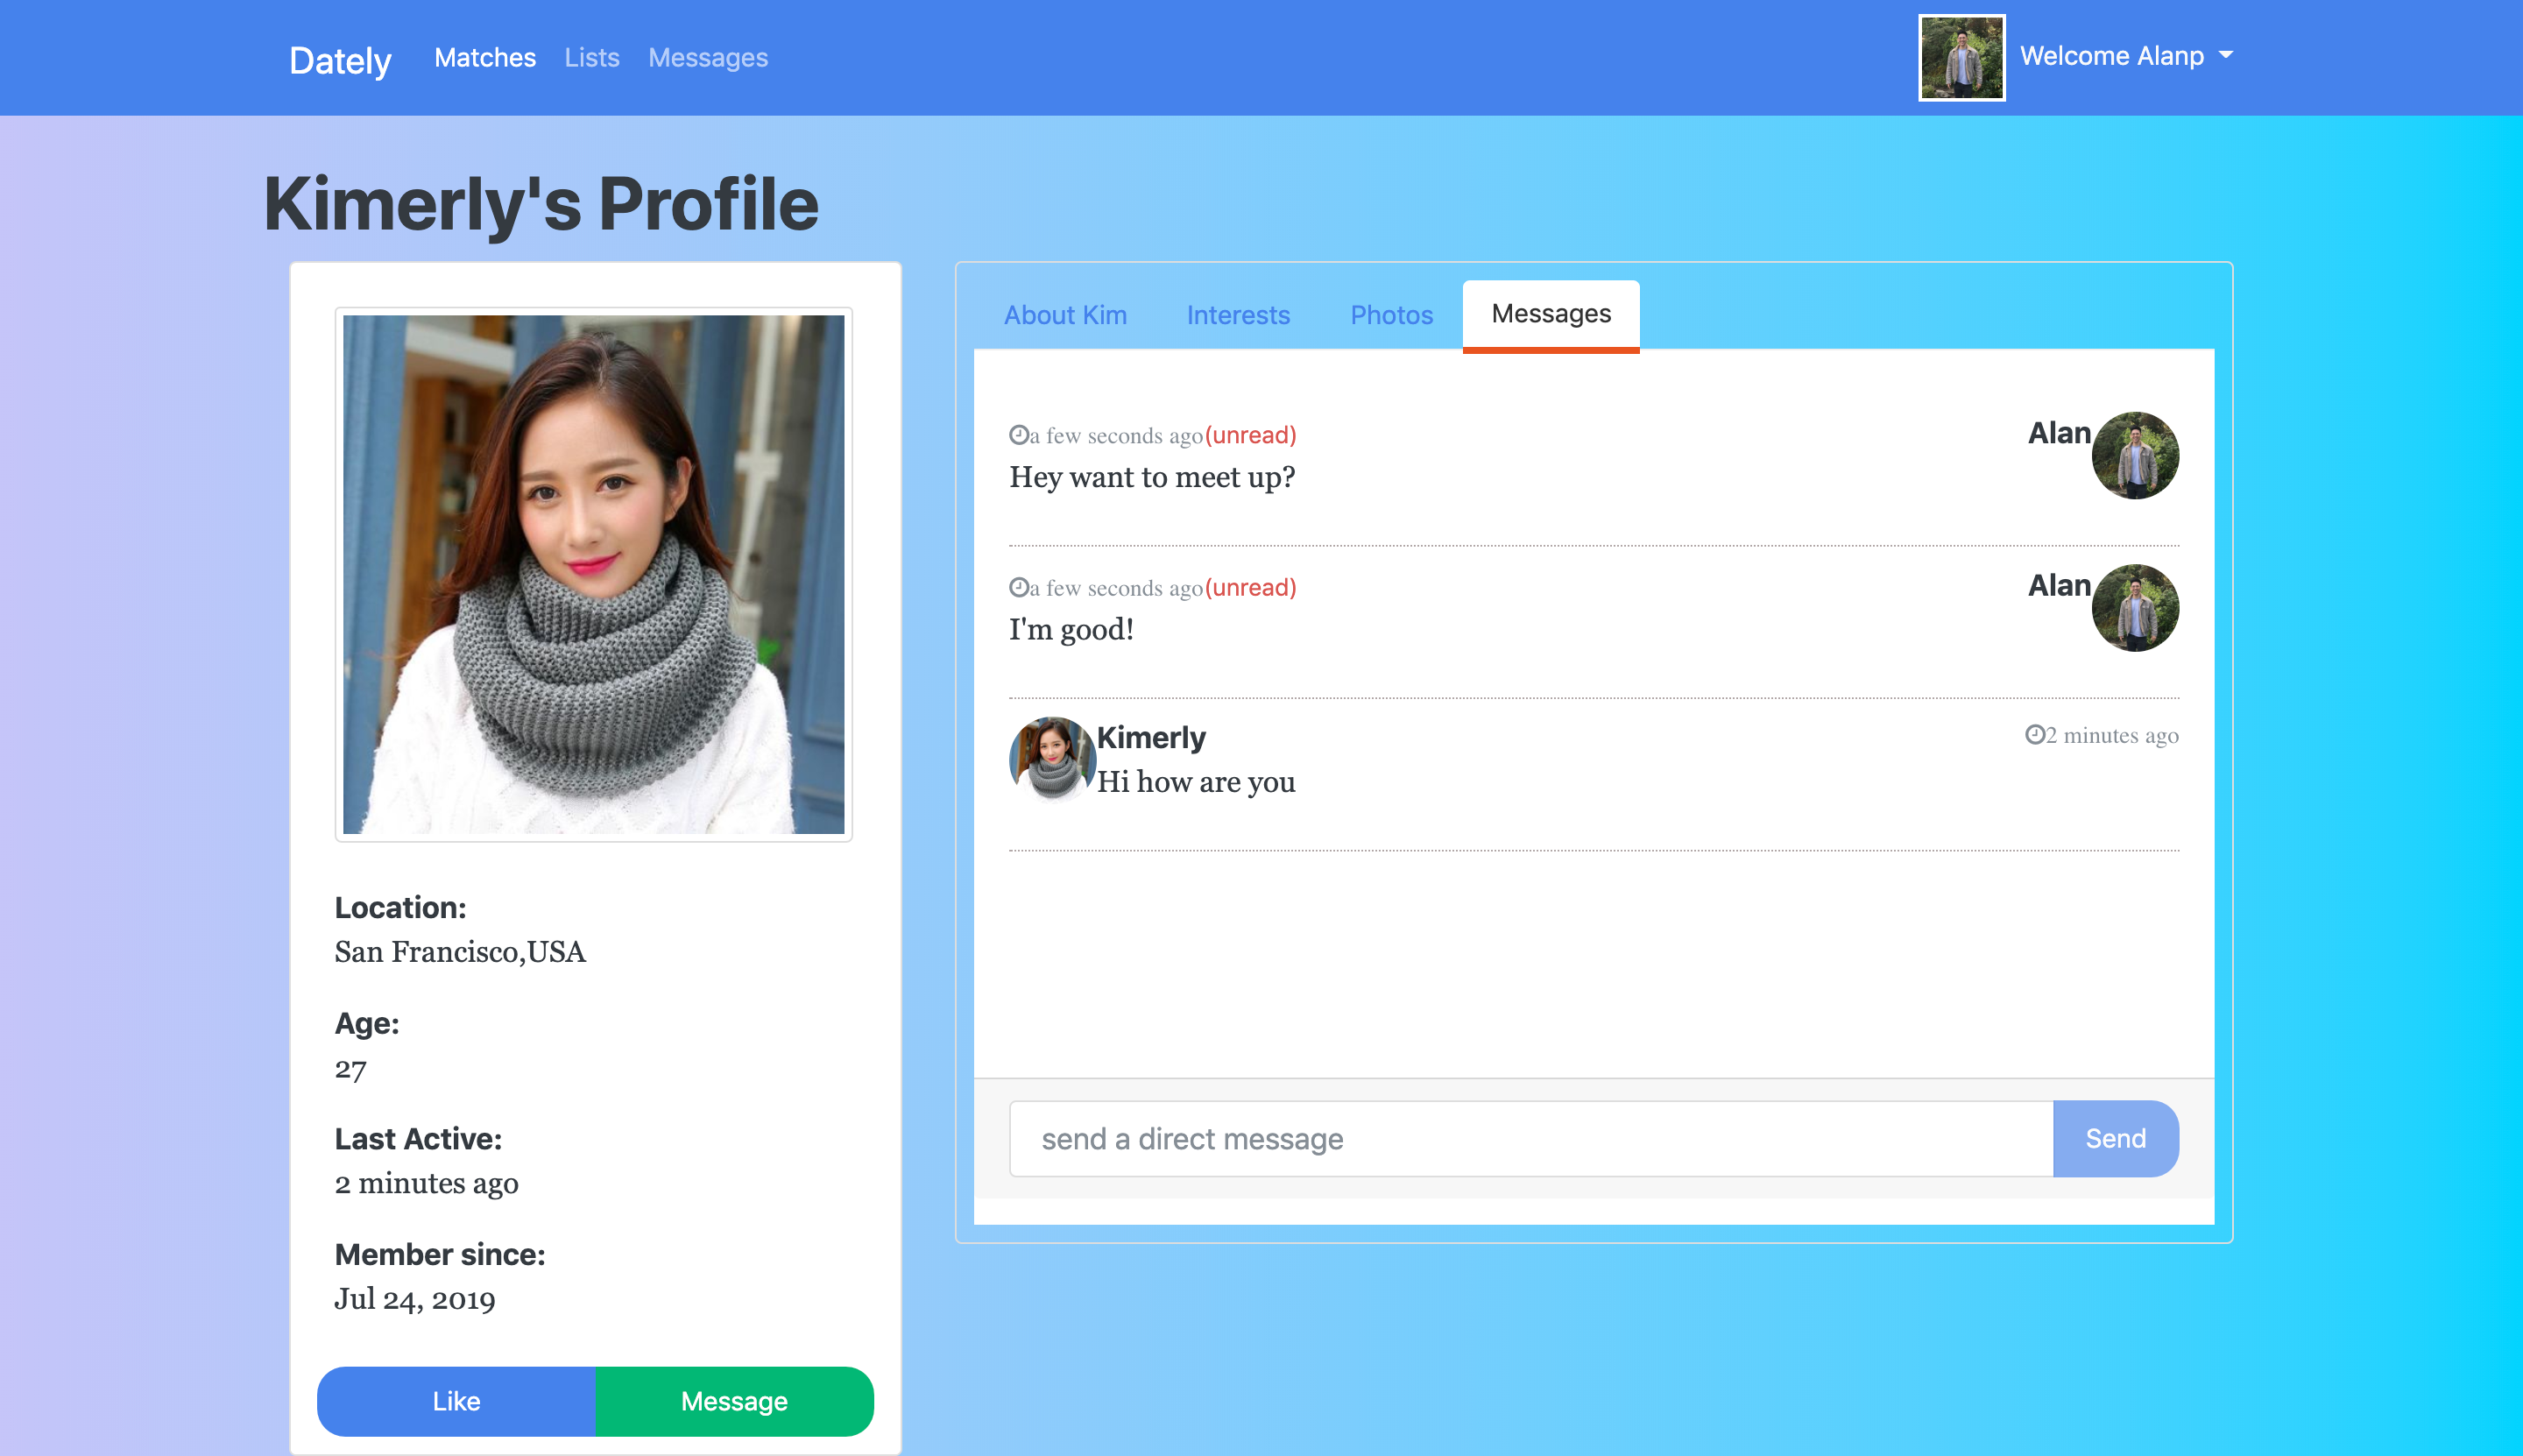 Dately Matches Lists Messages Welcome Alanp
Kimerly's Profile
Location:
San Francisco,USA
Age:
27
Last Active:
2 minutes ago
Member since:
Jul 24, 2019
Like Message
About Kim Interests Photos Messages
a few seconds ago(unread) Alan
Hey want to meet up?
a few seconds ago(unread) Alan
I'm good!
Kimerly 2 minutes ago
Hi how are you
send a direct message Send